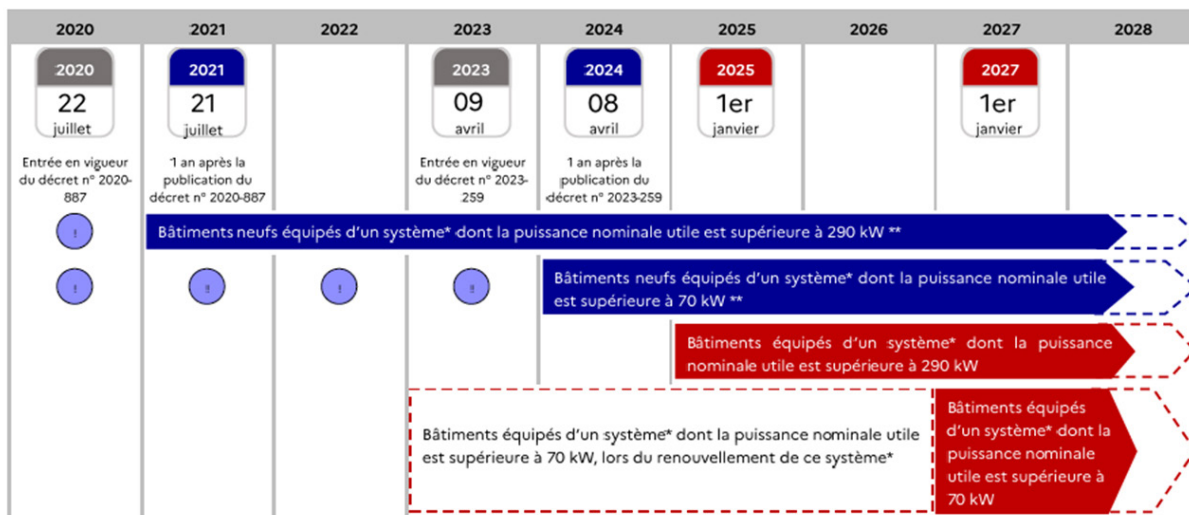 2020 2021 2022 2023 2024 2025 2026 2027 2028
2020
22
juillet
2021
21
juillet
2023
09
avril
2024
08
avril
2025
1er
janvier
2027
1er
janvier
Entrée en vigueur
du décret n° 2020-
887
1 an après la
publication du
décret n° 2020-887
Entrée en vigueur
du décret n° 2023-
259
1 an après la
publication du
décret n° 2023-259
!
Bâtiments neufs équipés d'un système* dont la puissance nominale utile est supérieure à 290 kW **
!
!
!
!
Bâtiments neufs équipés d'un système* dont la puissance nominale utile
est supérieure à 70 kW **
Bâtiments équipés d'un système* dont la puissance
nominale utile est supérieure à 290 kW
Bâtiments équipés d'un système* dont la puissance nominale utile
est supérieure à 70 kW, lors du renouvellement de ce système*
Bâtiments équipés
d'un système* dont la
puissance nominale
utile est supérieure à
70 kW